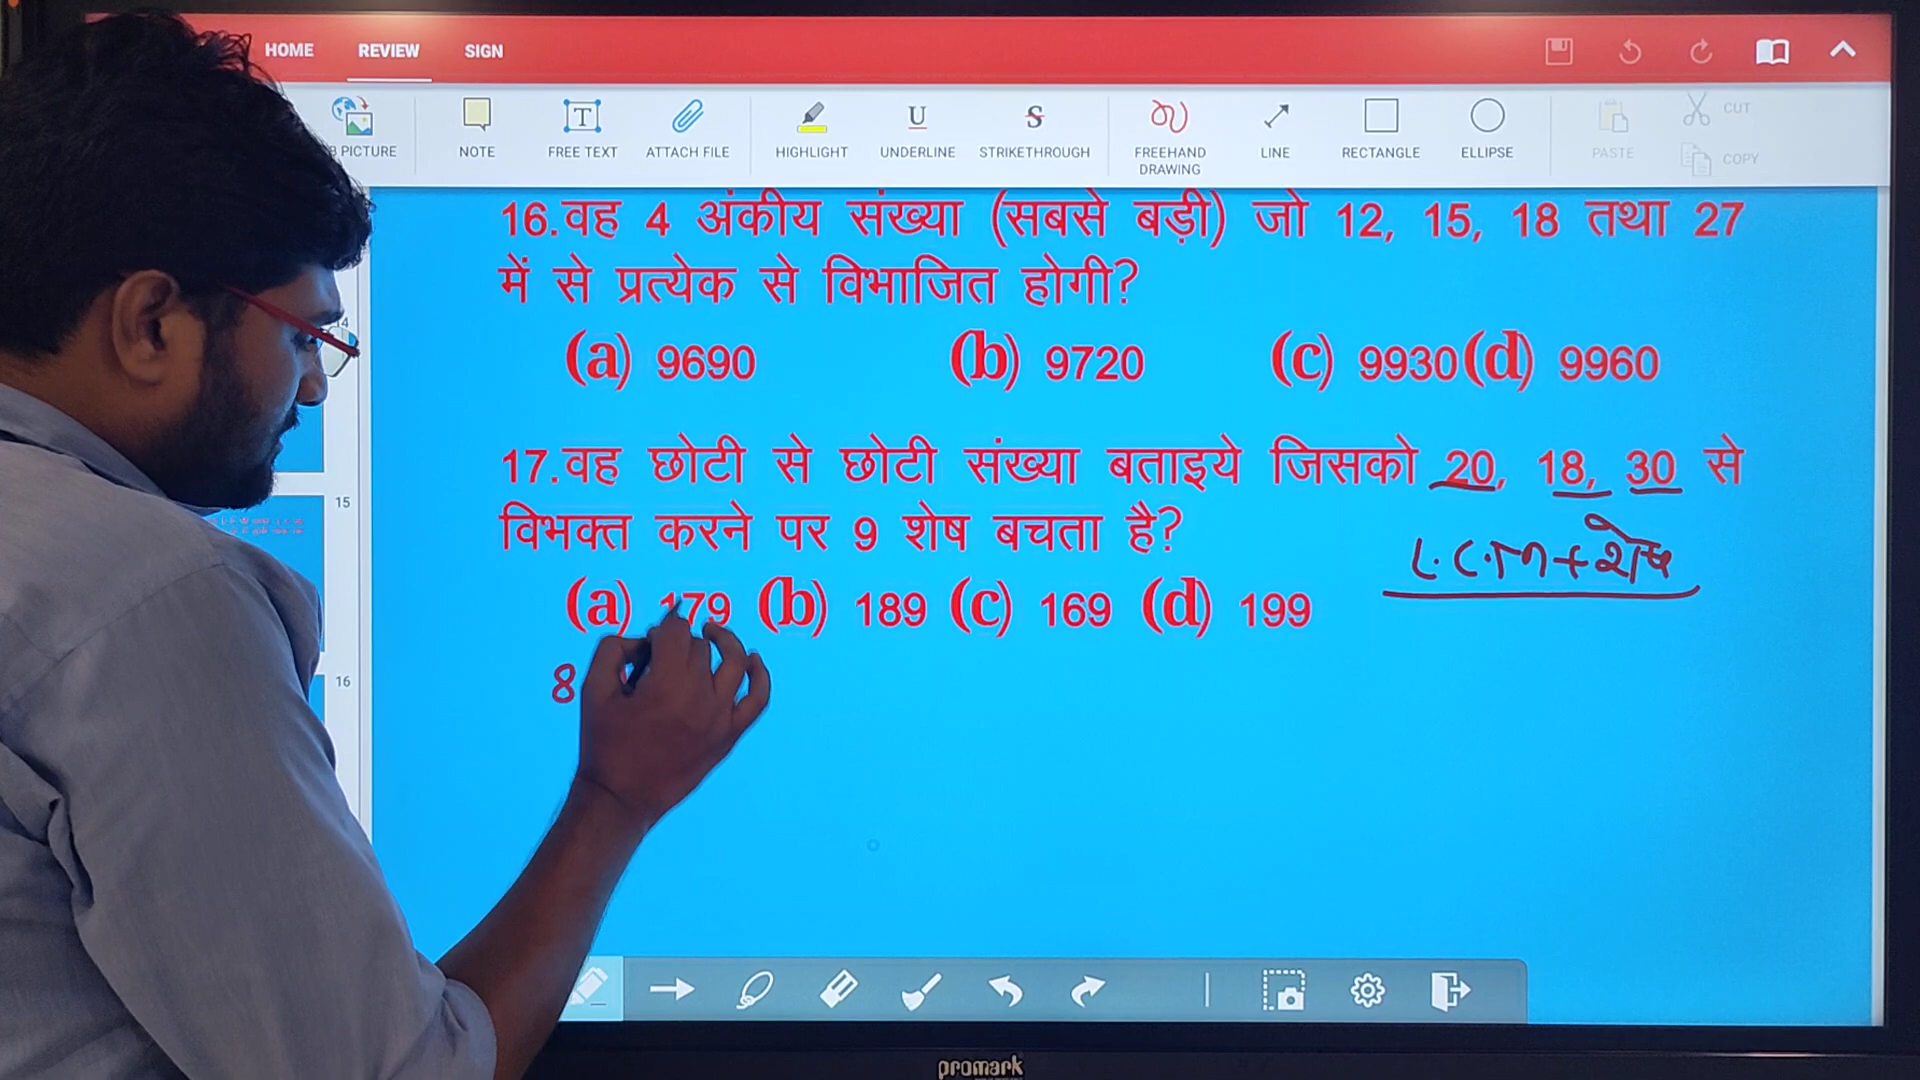 HOME REVIEW SIGN
PICTURE NOTE FREE TEXT ATTACH FILE HIGHLIGHT UNDERLINE STRIKETHROUGH FREEHAND DRAWING LINE RECTANGLE ELLIPSE PASTE CUT COPY
16.वह 4 अंकीय संख्या (सबसे बड़ी) जो 12, 15, 18 तथा 27
में से प्रत्येक से विभाजित होगी?
(a) 9690 (b) 9720 (c) 9930 (d) 9960
17.वह छोटी से छोटी संख्या बताइये जिसको 20, 18, 30 से
विभक्त करने पर 9 शेष बचता है?
L.C.M+शेष
(a) 179 (b) 189 (c) 169 (d) 199
8
14
15
16
promark